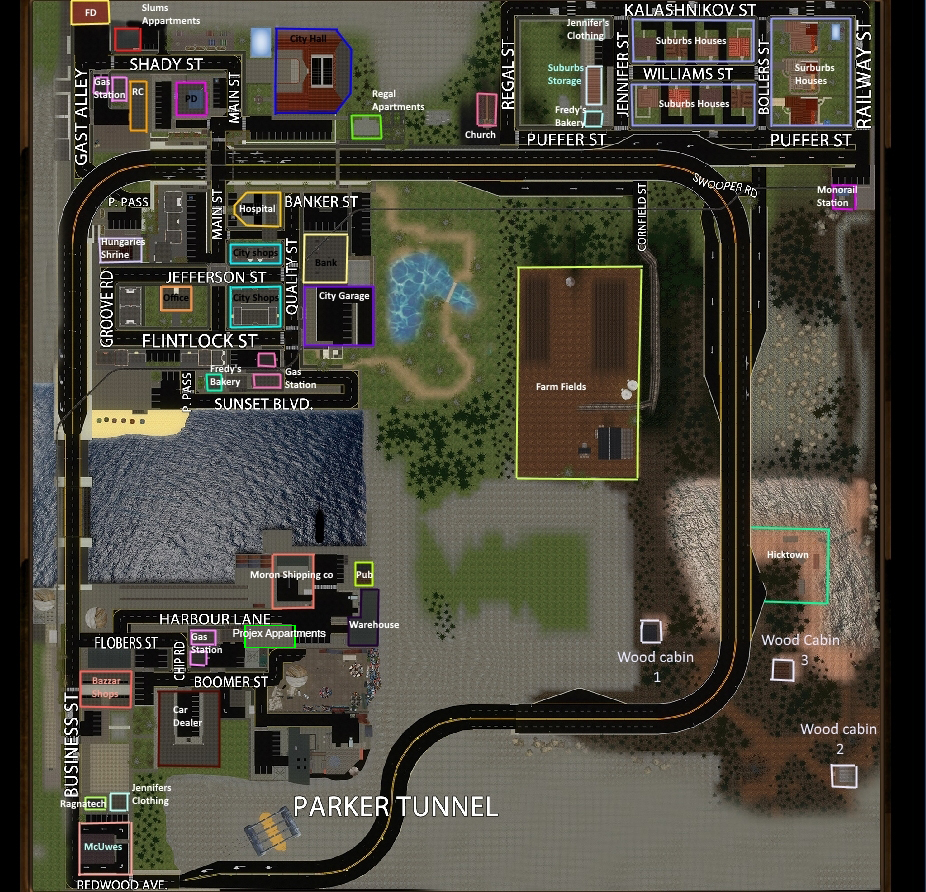 FD
Slums
Appartments
SHADY ST
Gas
Station
RC
PD
GAST ALLEY
MAIN ST
City Hall
Regal
Apartments
Church
REGAL ST
KALASHNIKOV ST
Jennifer's
Clothing
Suburbs
Storage
Fredy's
Bakery
JENNIFER ST
Suburbs Houses
WILLIAMS ST
Suburbs Houses
BOLLERS ST
Surburbs
Houses
RAILWAY ST
PUFFER ST
PUFFER ST
SWOOPER RD
Monorail
Station
CORNFIELD ST
P. PASS
MAIN ST
Hospital
BANKER ST
Hungaries
Shrine
City shops
QUALITY ST
Bank
JEFFERSON ST
GROOVE RD
Office
City Shops
City Garage
FLINTLOCK ST
Fredy's
Bakery
Gas
Station
P. PASS
SUNSET BLVD.
Farm Fields
Hicktown
Moron Shipping co
Pub
HARBOUR LANE
Warehouse
FLOBERS ST
CHIP RD
Gas
Station
Projex Appartments
BOOMER ST
Bazzar
Shops
Car
Dealer
BUSINESS ST
Wood cabin
1
Wood Cabin
3
Wood cabin
2
Jennifers
Clothing
Ragnatech
PARKER TUNNEL
McUwes
REDWOOD AVE.